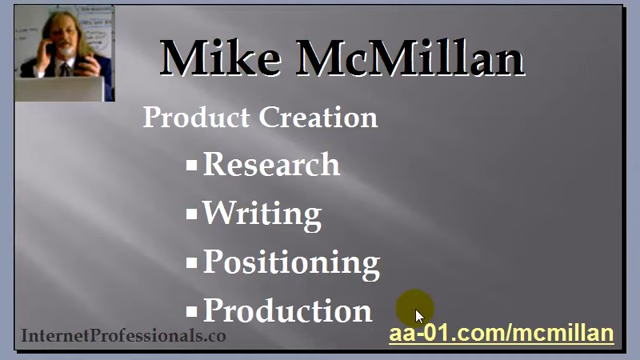 Mike McMillan
Product Creation
▪Research
▪Writing
▪Positioning
▪Production
InternetProfessionals.co
aa-01.com/mcmillan